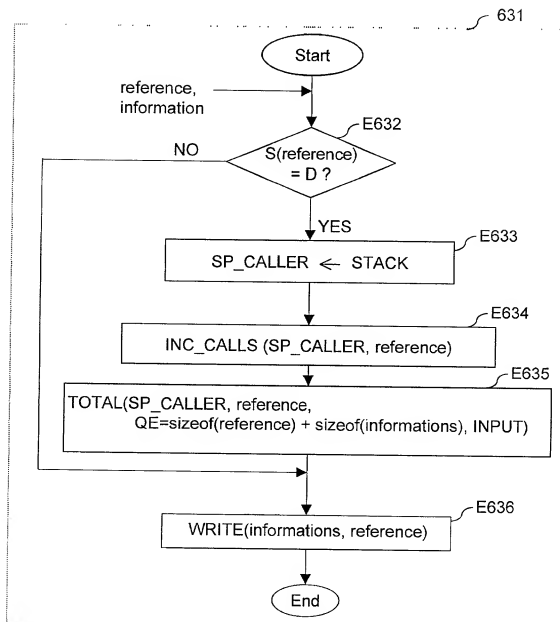 631
Start
reference,
information
E632
S(reference)
= D ?
NO
YES
E633
SP_CALLER ← STACK
E634
INC_CALLS (SP_CALLER, reference)
E635
TOTAL(SP_CALLER, reference,
QE=sizeof(reference) + sizeof(informations), INPUT)
E636
WRITE(informations, reference)
End